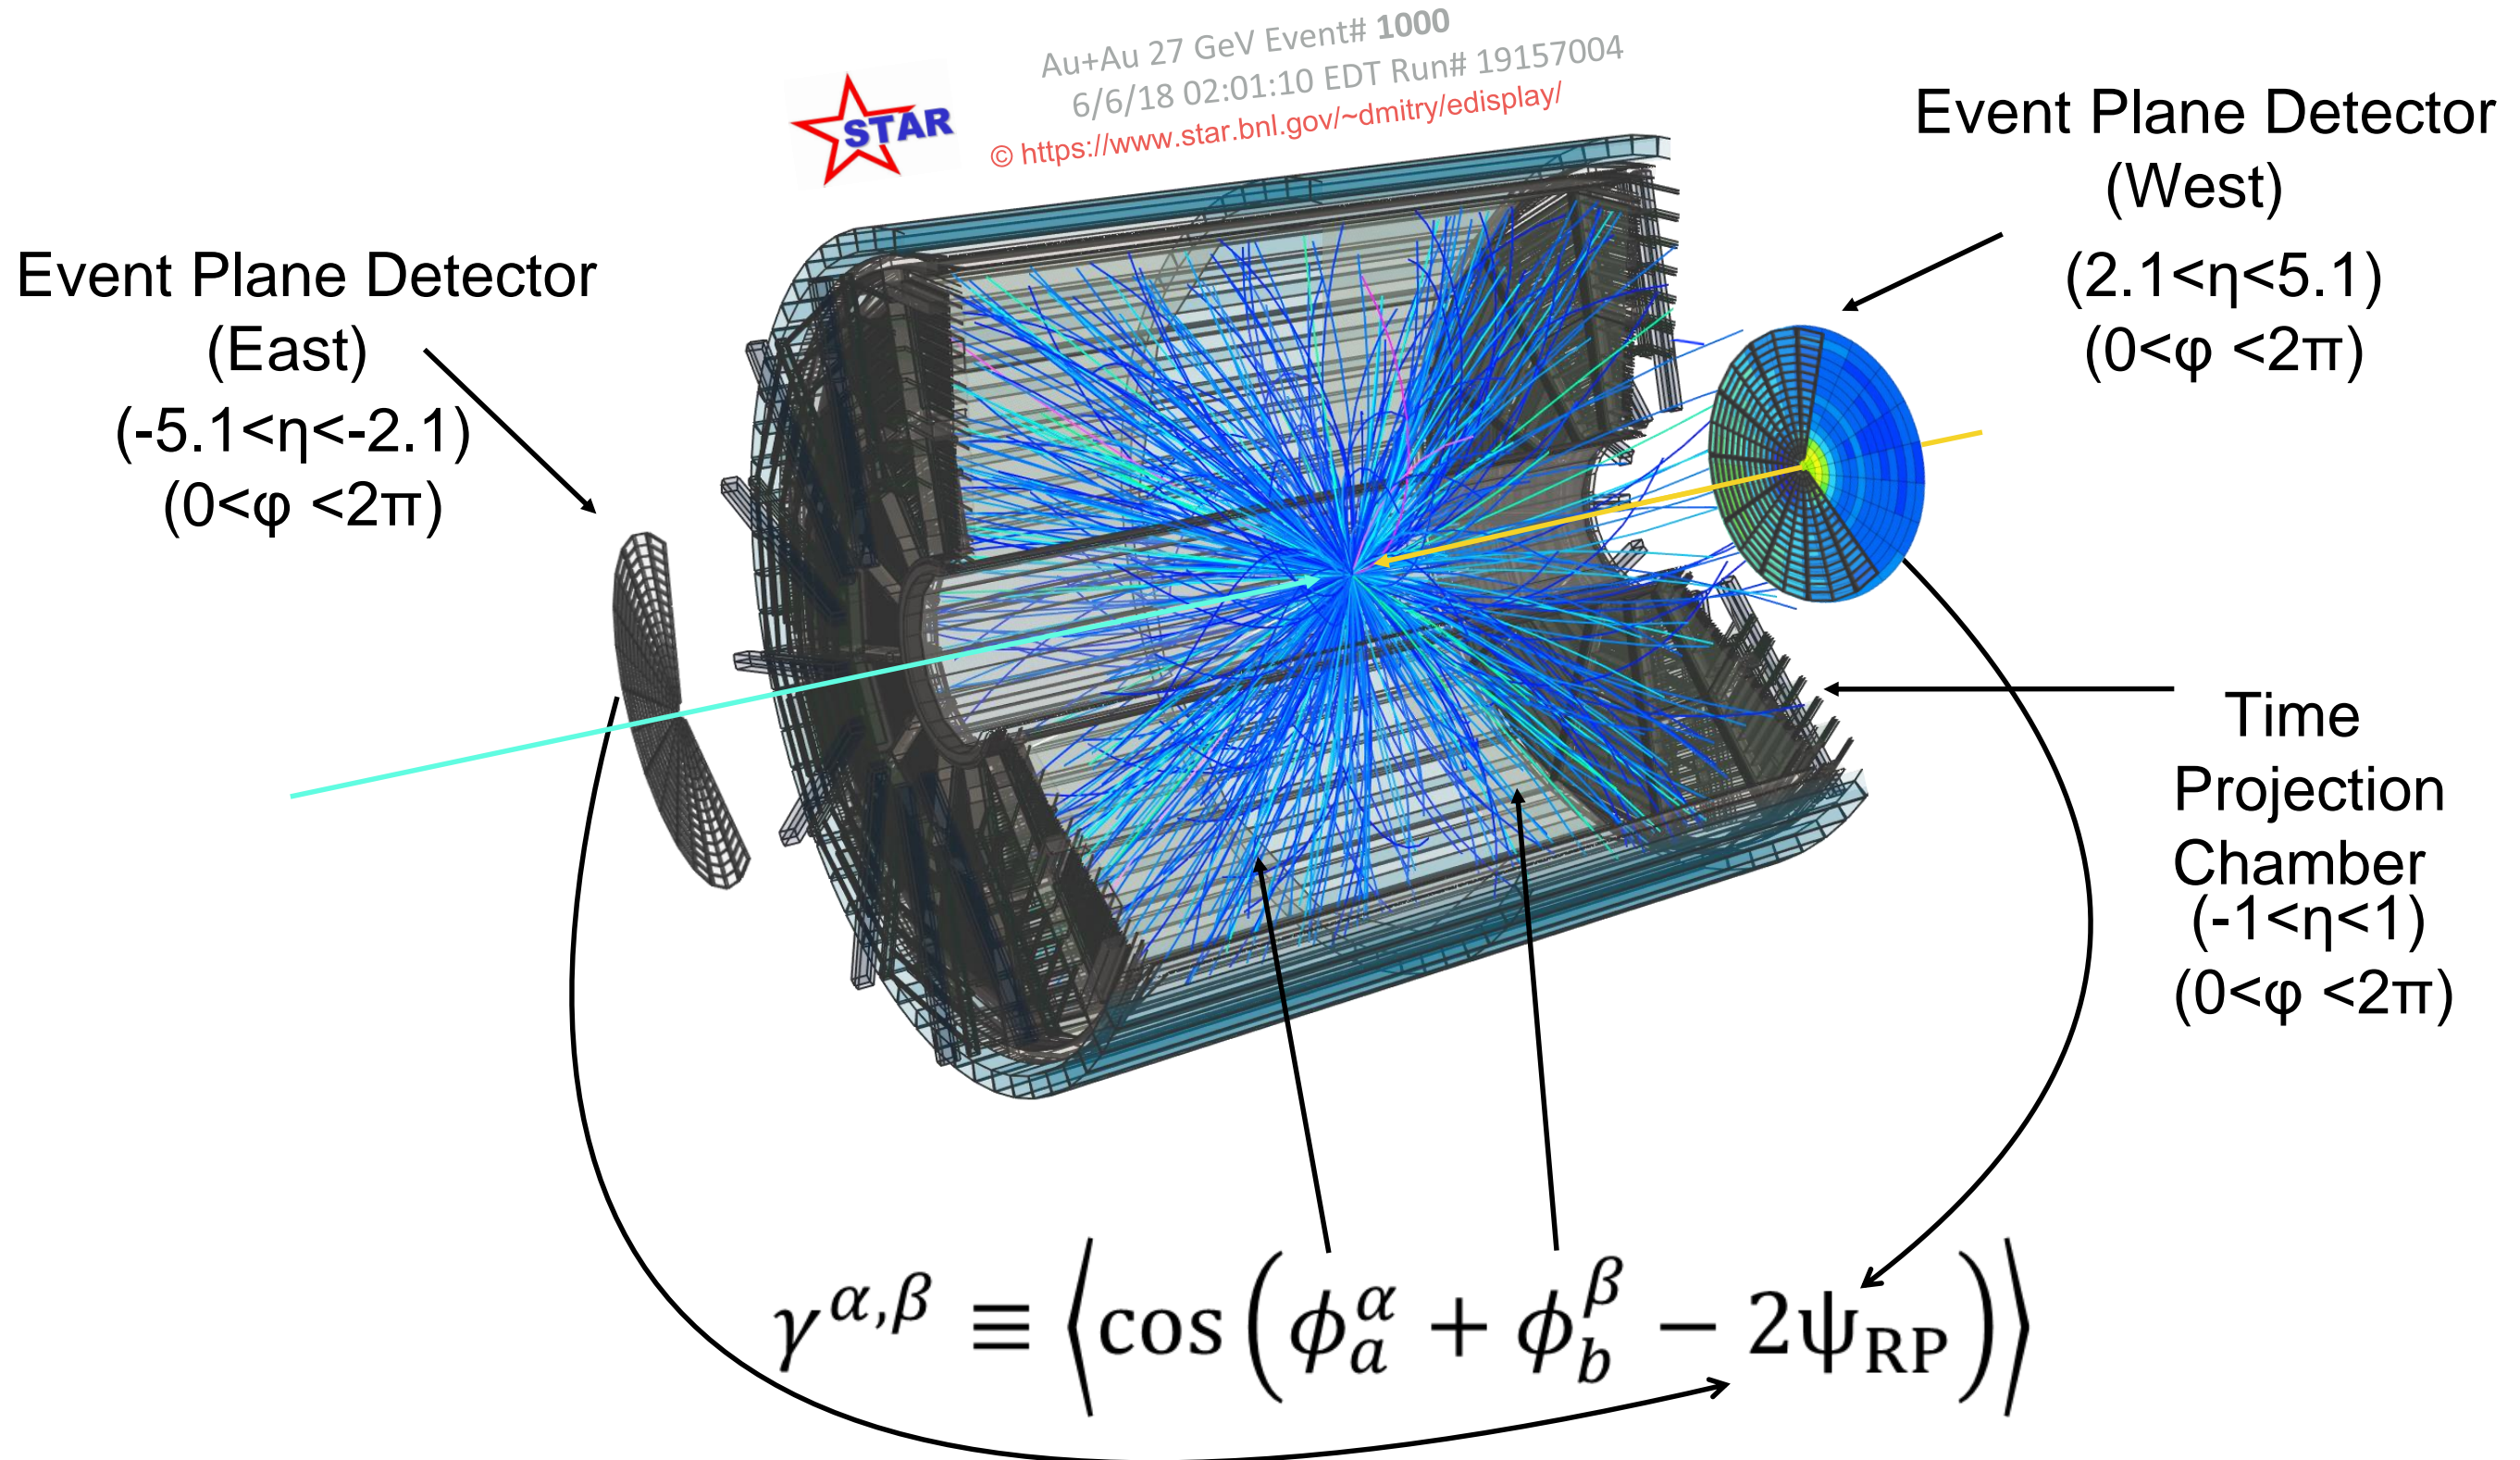 Au+Au 27 GeV Event# 1000
6/6/18 02:01:10 EDT Run# 19157004
© https://www.star.bnl.gov/~dmitry/edisplay/
STAR
Event Plane Detector
(West)
(2.1<η<5.1)
(0<φ <2π)
Event Plane Detector
(East)
(-5.1<η<-2.1)
(0<φ <2π)
Time
Projection
Chamber
(-1<η<1)
(0<φ <2π)
γ^{α,β} ≡ ⟨cos(ϕ_a^α + ϕ_b^β − 2ψ_RP)⟩